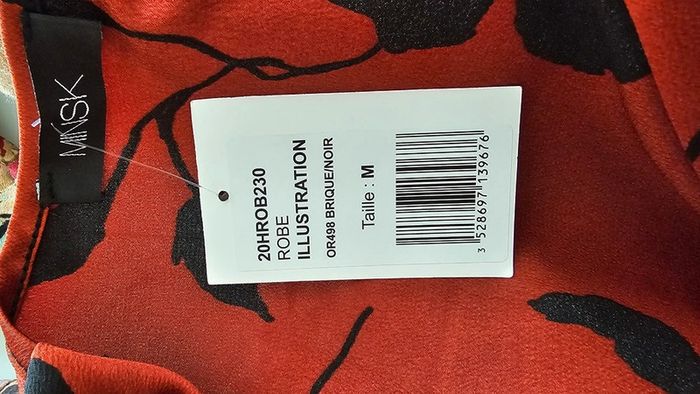 MINSK
20HROB230
ROBE
ILLUSTRATION
OR498 BRIQUE/NOIR
Taille : M
3 528697 139676